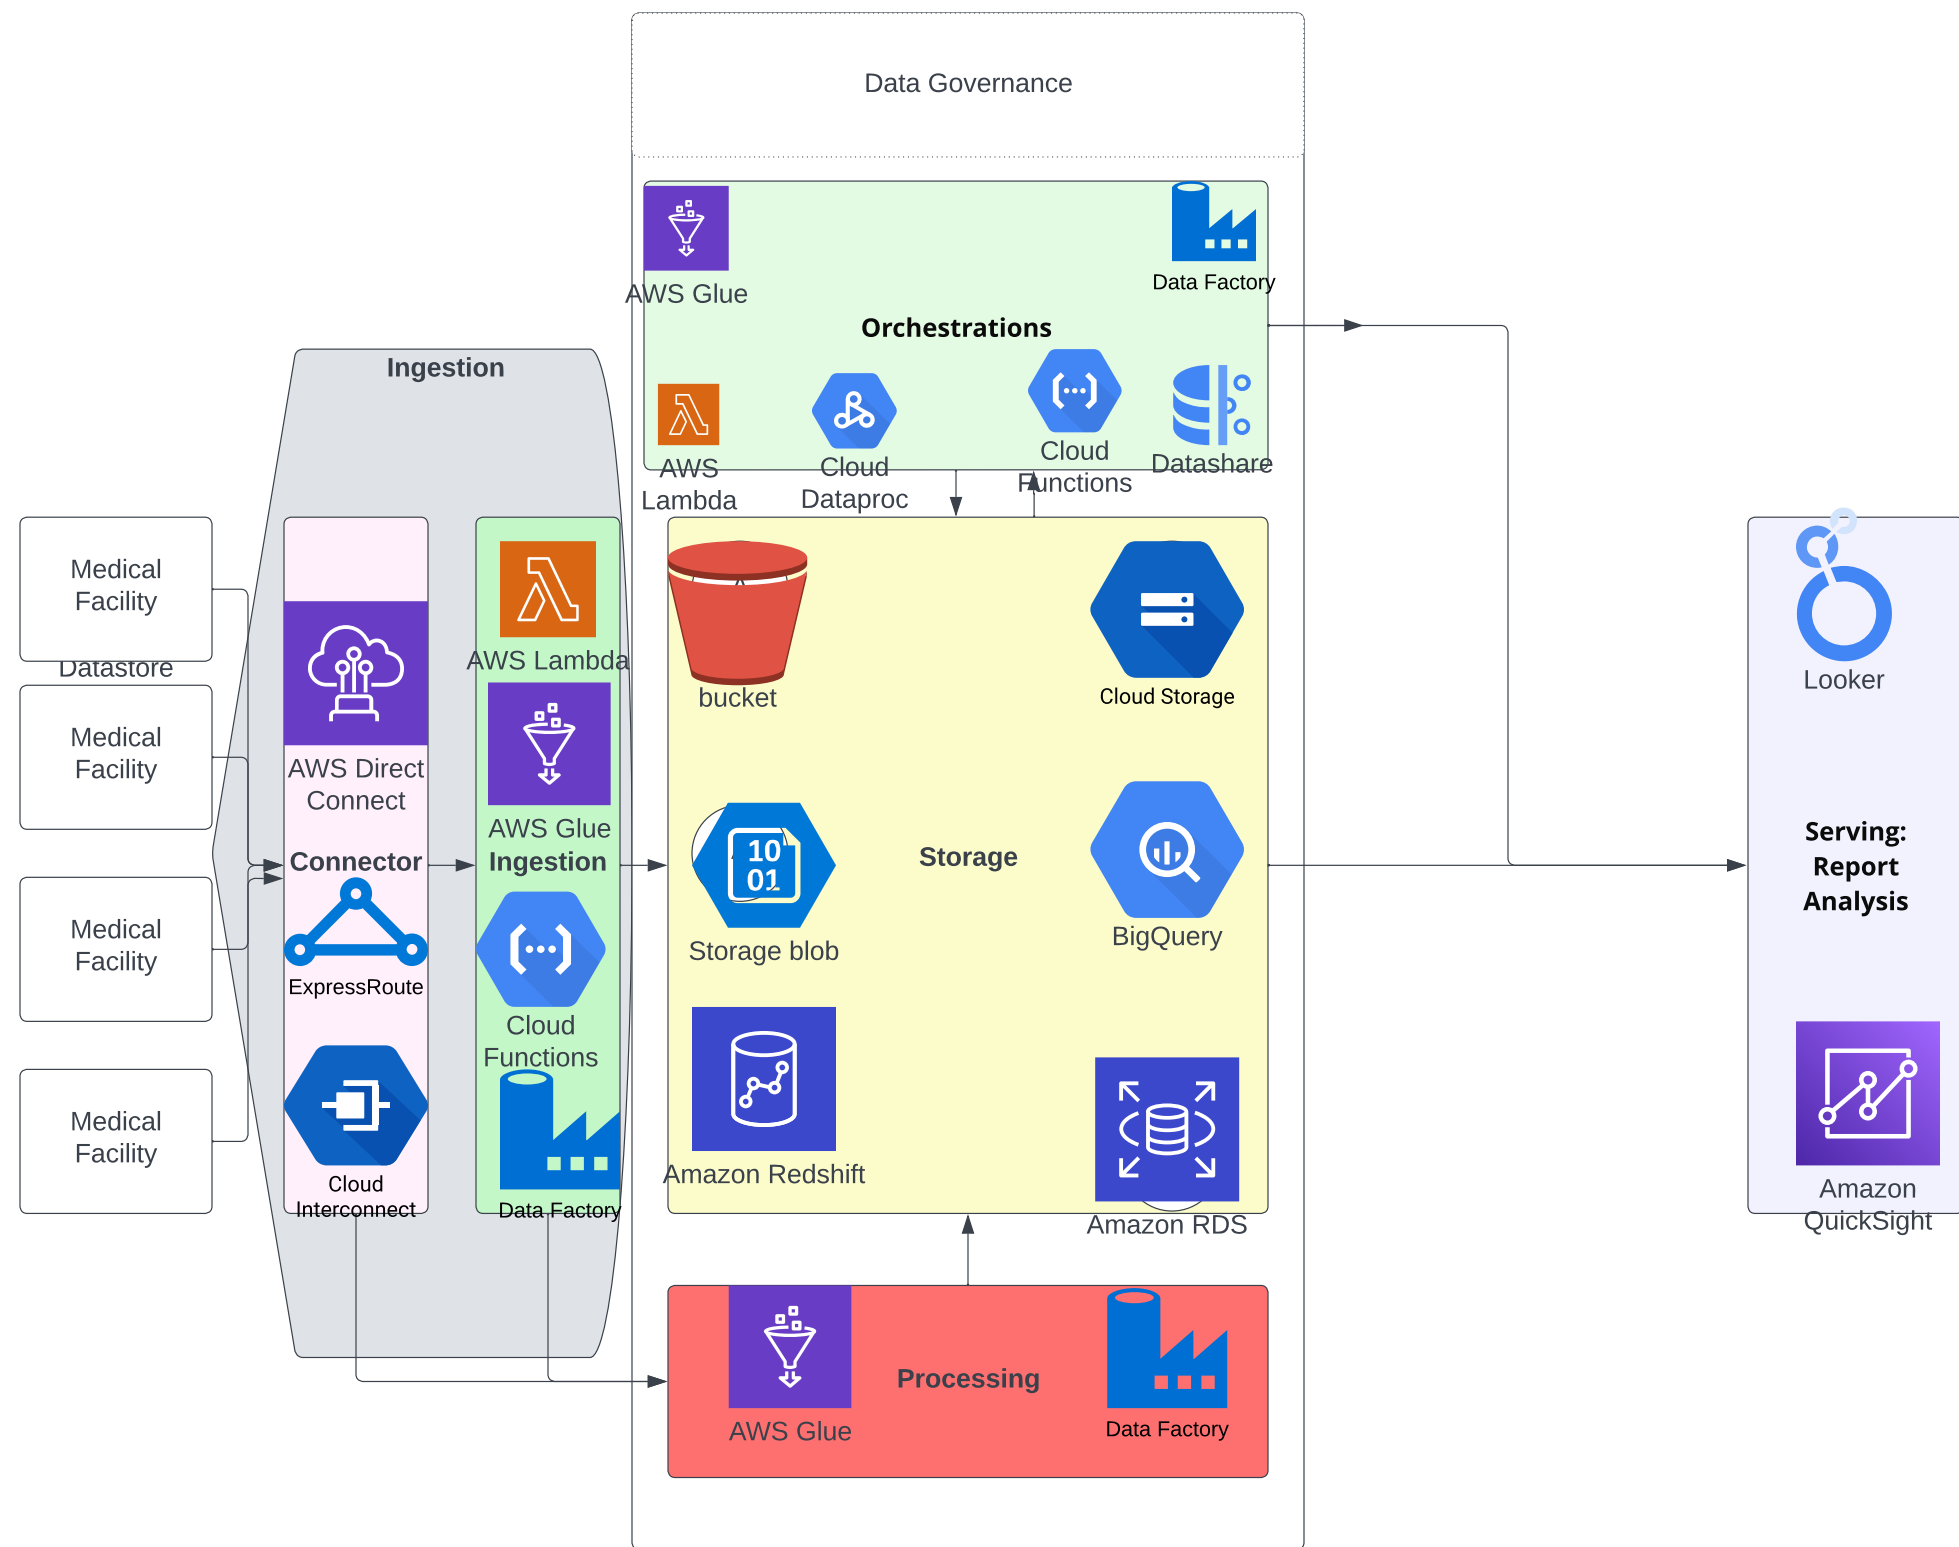 Data Governance
AWS Glue
Data Factory
Orchestrations
AWS
Lambda
Cloud
Dataproc
Cloud
Functions
Datashare
Ingestion
Medical
Facility
Datastore
Medical
Facility
Medical
Facility
Medical
Facility
AWS Direct
Connect
Connector
ExpressRoute
Cloud
Interconnect
AWS Lambda
AWS Glue
Ingestion
Cloud
Functions
Data Factory
bucket
Cloud Storage
10
01
Storage blob
Storage
BigQuery
Amazon Redshift
Amazon RDS
AWS Glue
Processing
Data Factory
Looker
Serving:
Report
Analysis
Amazon
QuickSight